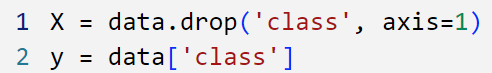 1 X = data.drop('class', axis=1)
2 y = data['class']